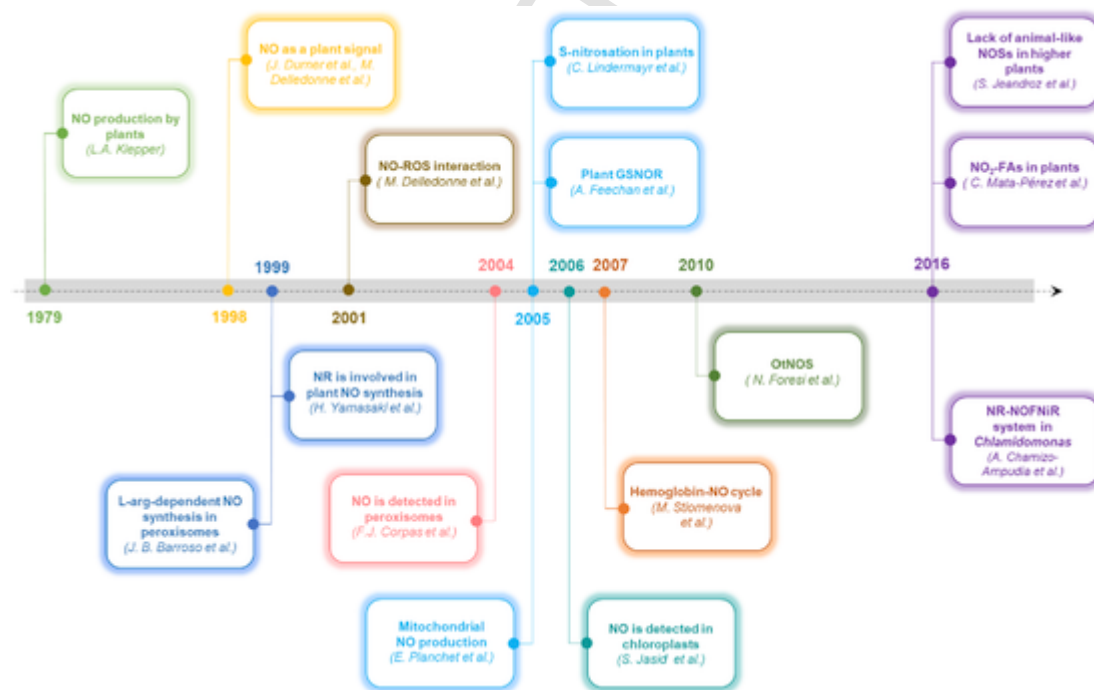 NO production by
plants
(L.A. Klepper)
NO as a plant signal
(J. Durner et al., M.
Delledonne et al.)
NO-ROS interaction
( M. Delledonne et al.)
S-nitrosation in plants
(C. Lindermayr et al.)
Plant GSNOR
(A. Feechan et al.)
Lack of animal-like
NOSs in higher
plants
(S. Jeandroz et al.)
NO₂-FAs in plants
( C. Mata-Pérez et al.)
1999
2004
2006
2007
2010
2016
1979
1998
2001
2005
NR is involved in
plant NO synthesis
(H. Yamasaki et al.)
L-arg-dependent NO
synthesis in
peroxisomes
(J. B. Barroso et al.)
NO is detected in
peroxisomes
(F.J. Corpas et al.)
Mitochondrial
NO production
(E. Planchet et al.)
NO is detected in
chloroplasts
(S. Jasid et al.)
Hemoglobin-NO cycle
(M. Stiomenova
et al.)
OtNOS
( N. Foresi et al.)
NR-NOFNiR
system in
Chlamidomonas
(A. Chamizo-
Ampudia et al.)